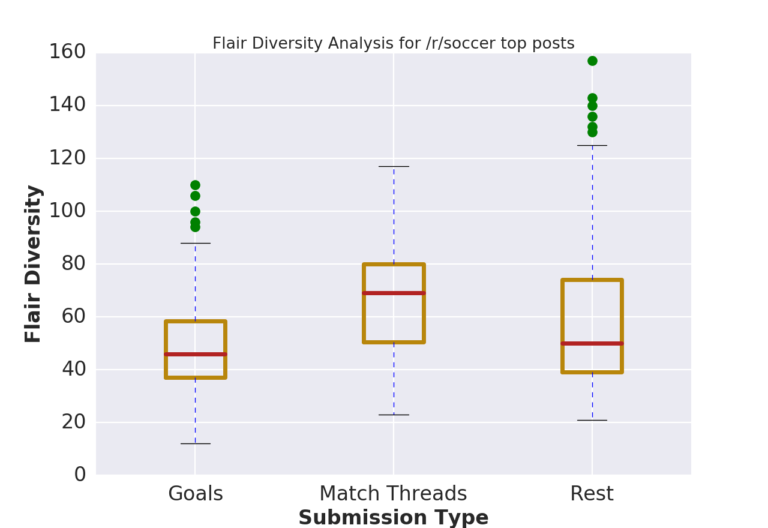 Flair Diversity Analysis for /r/soccer top posts
160
140
120
100
80
60
40
20
0
Flair Diversity
Goals
Match Threads
Rest
Submission Type